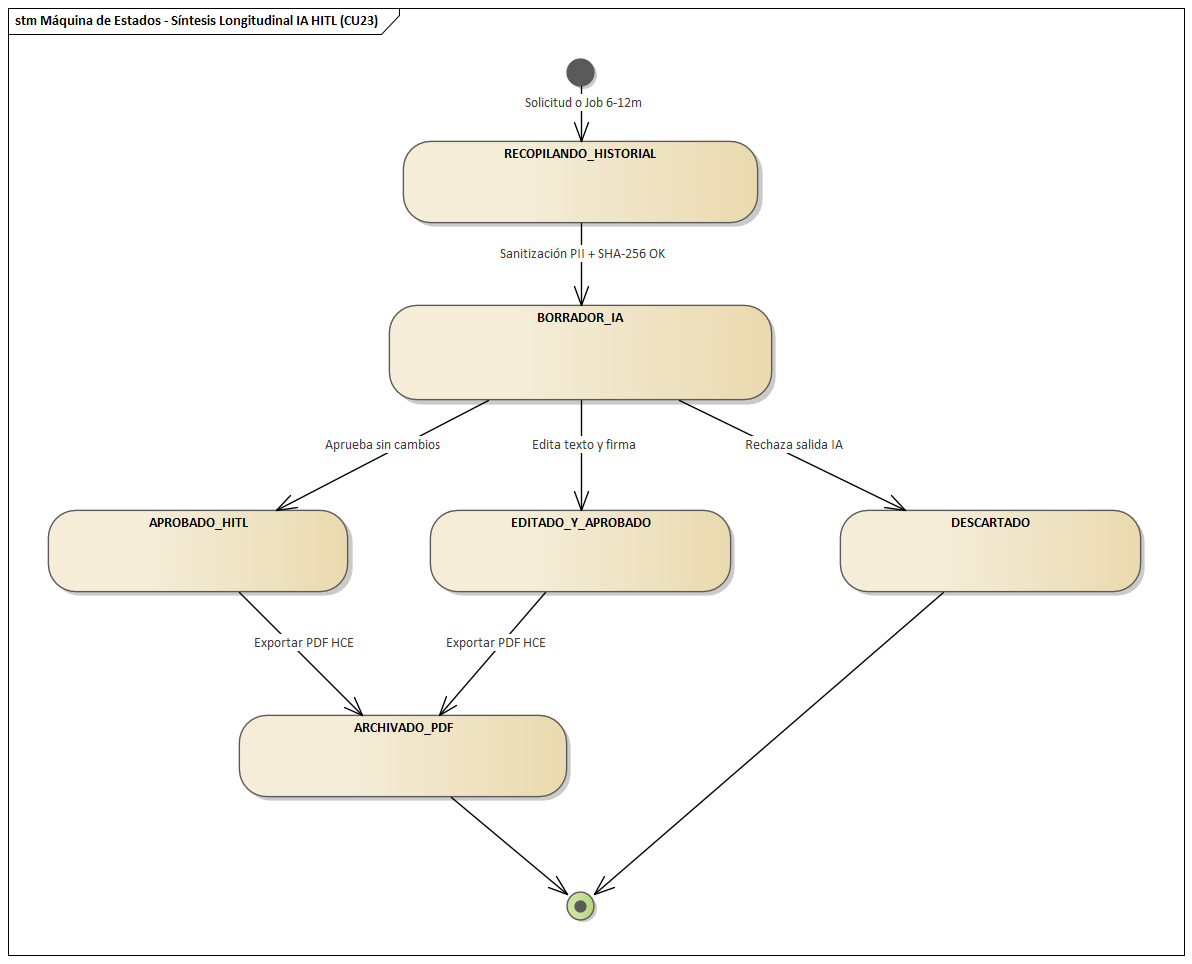 stm Máquina de Estados - Síntesis Longitudinal IA HITL (CU23)
Solicitud o Job 6-12m
RECOPILANDO_HISTORIAL
Sanitización PII + SHA-256 OK
BORRADOR_IA
Aprueba sin cambios
Edita texto y firma
Rechaza salida IA
APROBADO_HITL
EDITADO_Y_APROBADO
DESCARTADO
Exportar PDF HCE
Exportar PDF HCE
ARCHIVADO_PDF